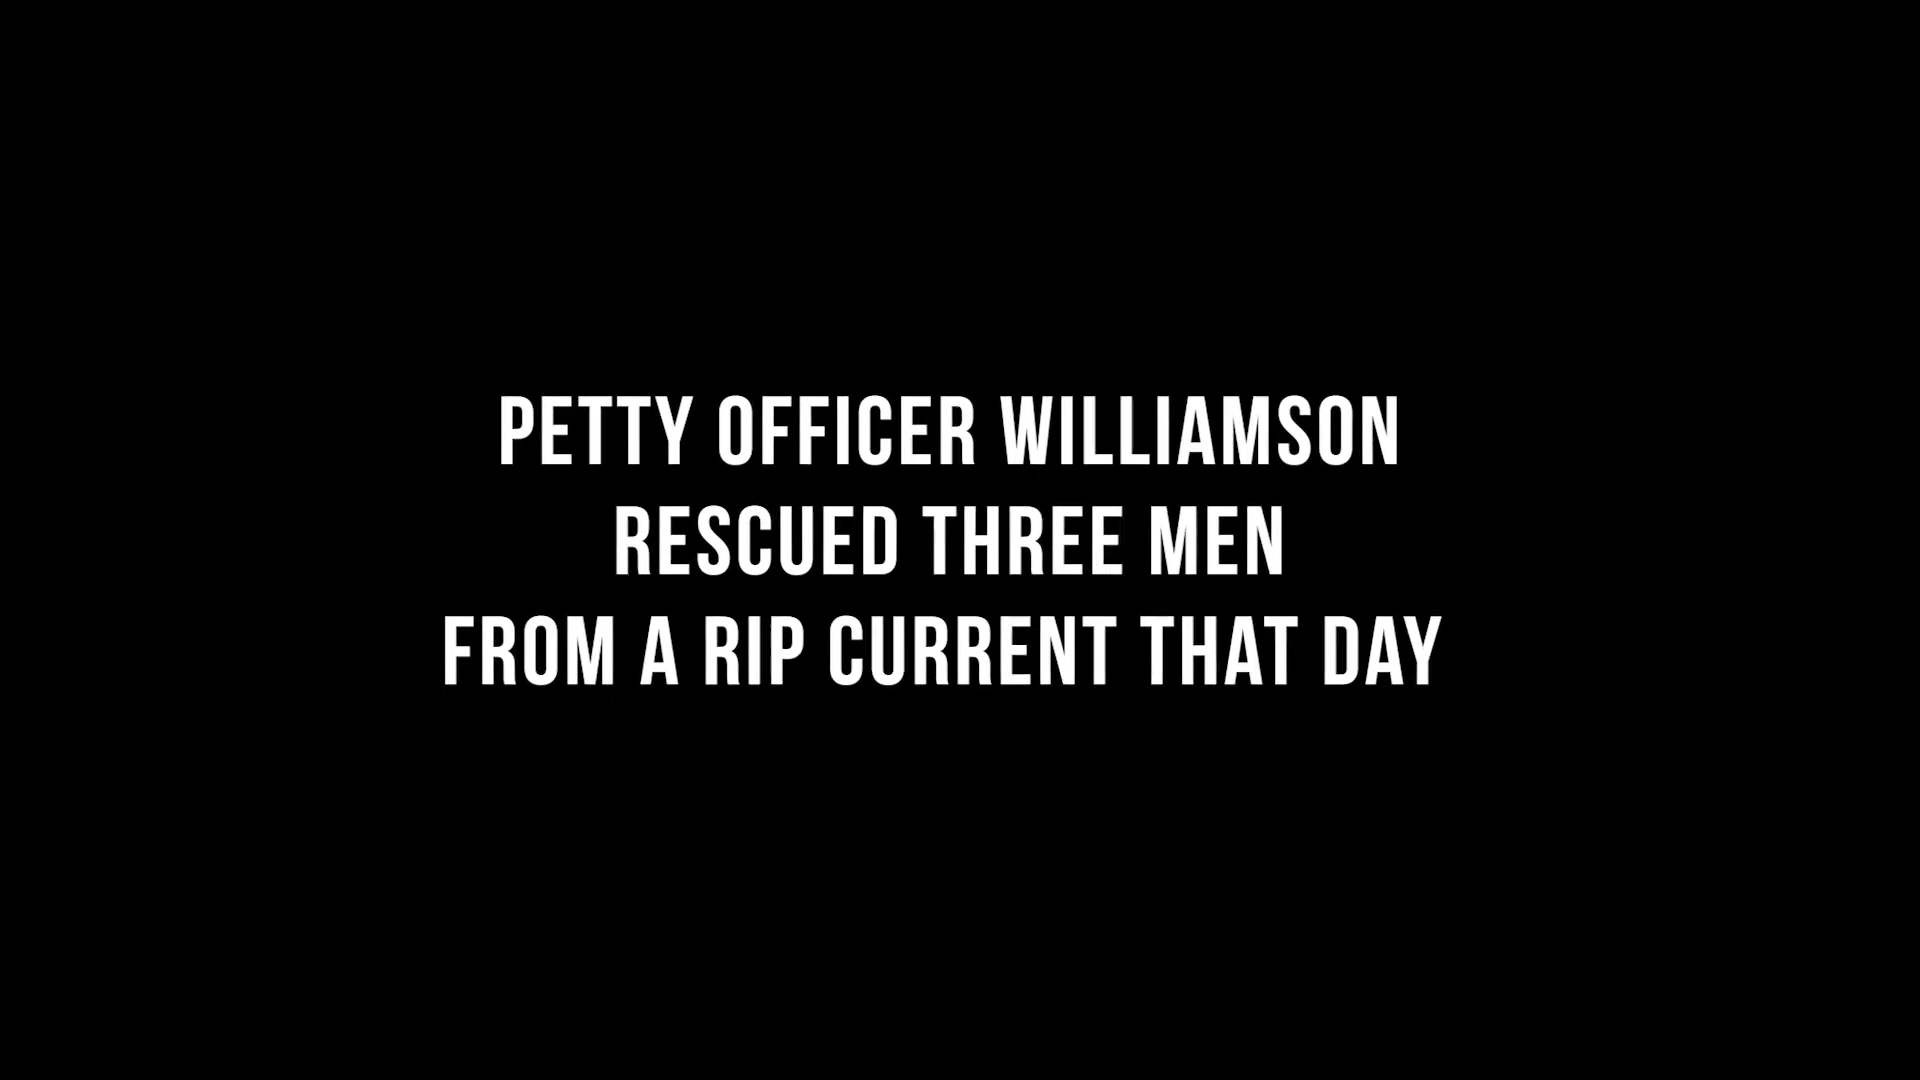 PETTY OFFICER WILLIAMSON
RESCUED THREE MEN
FROM A RIP CURRENT THAT DAY